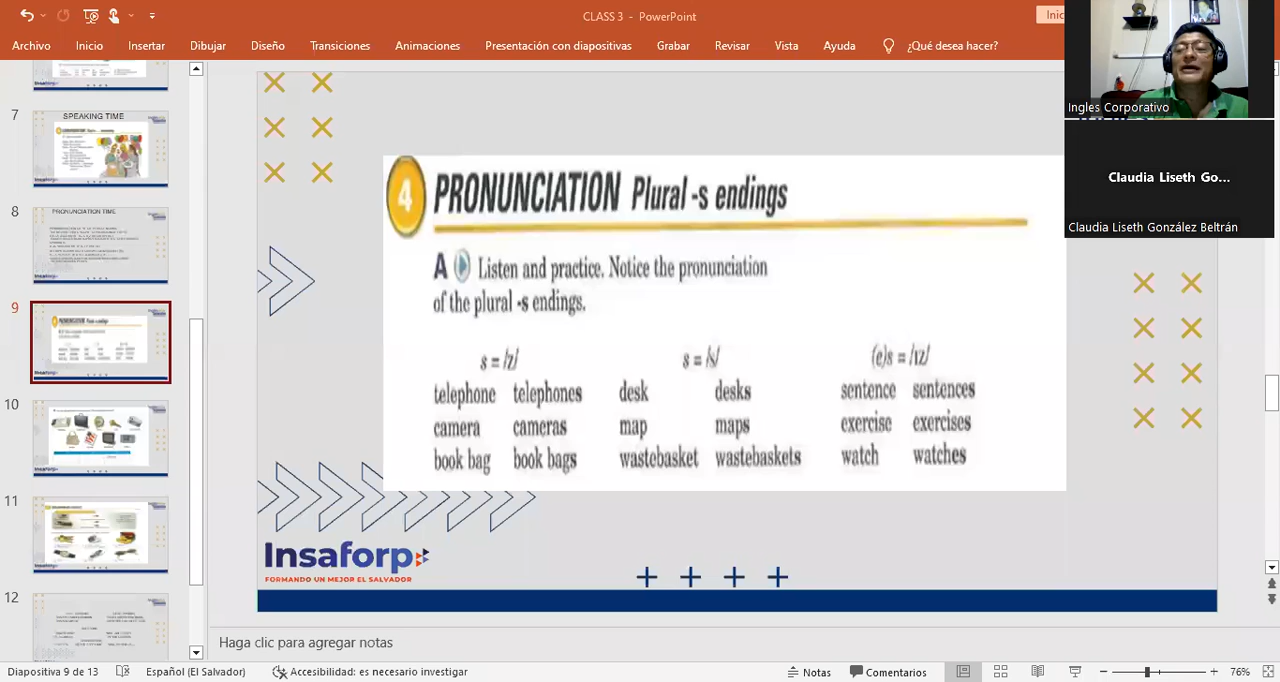 CLASS 3 - PowerPoint
Inic
Archivo Inicio Insertar Dibujar Diseño Transiciones Animaciones Presentación con diapositivas Grabar Revisar Vista Ayuda ¿Qué desea hacer?
Ingles Corporativo
Claudia Liseth Go...
Claudia Liseth González Beltrán
7
SPEAKING TIME
8
PRONUNCIATION TIME
9
10
11
12
4 PRONUNCIATION Plural -s endings
A Listen and practice. Notice the pronunciation
of the plural -s endings.
s = /z/ s = /s/ (e)s = /ɪz/
telephone telephones desk desks sentence sentences
camera cameras map maps exercise exercises
book bag book bags wastebasket wastebaskets watch watches
Insaforp
FORMANDO UN MEJOR EL SALVADOR
Haga clic para agregar notas
Diapositiva 9 de 13 Español (El Salvador) Accesibilidad: es necesario investigar Notas Comentarios 76%